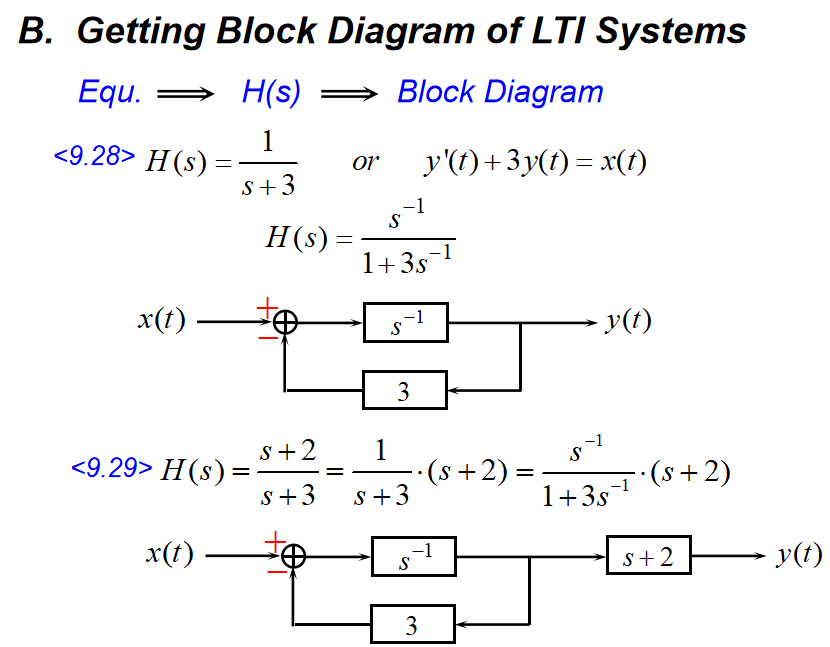 B. Getting Block Diagram of LTI Systems
Equ. ⟹ H(s) ⟹ Block Diagram
<9.28> H(s) = 1/(s+3) or y'(t)+3y(t) = x(t)
H(s) = s⁻¹/(1+3s⁻¹)
x(t) + − s⁻¹ y(t)
3
<9.29> H(s) = (s+2)/(s+3) = 1/(s+3) ·(s+2) = s⁻¹/(1+3s⁻¹) ·(s+2)
x(t) + − s⁻¹ s+2 y(t)
3